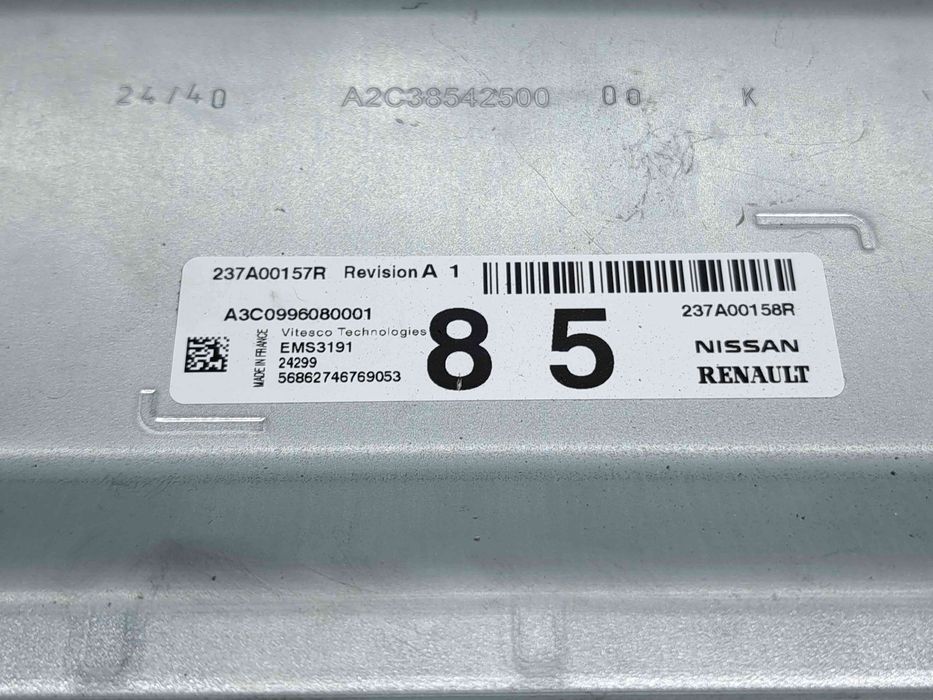 24/40 A2C38542500 00 K
237A00157R Revision A 1
A3C0996080001
237A00158R
Vitesco Technologies
EMS3191
24299
56862746769053
MADE IN FRANCE
8 5
NISSAN
RENAULT